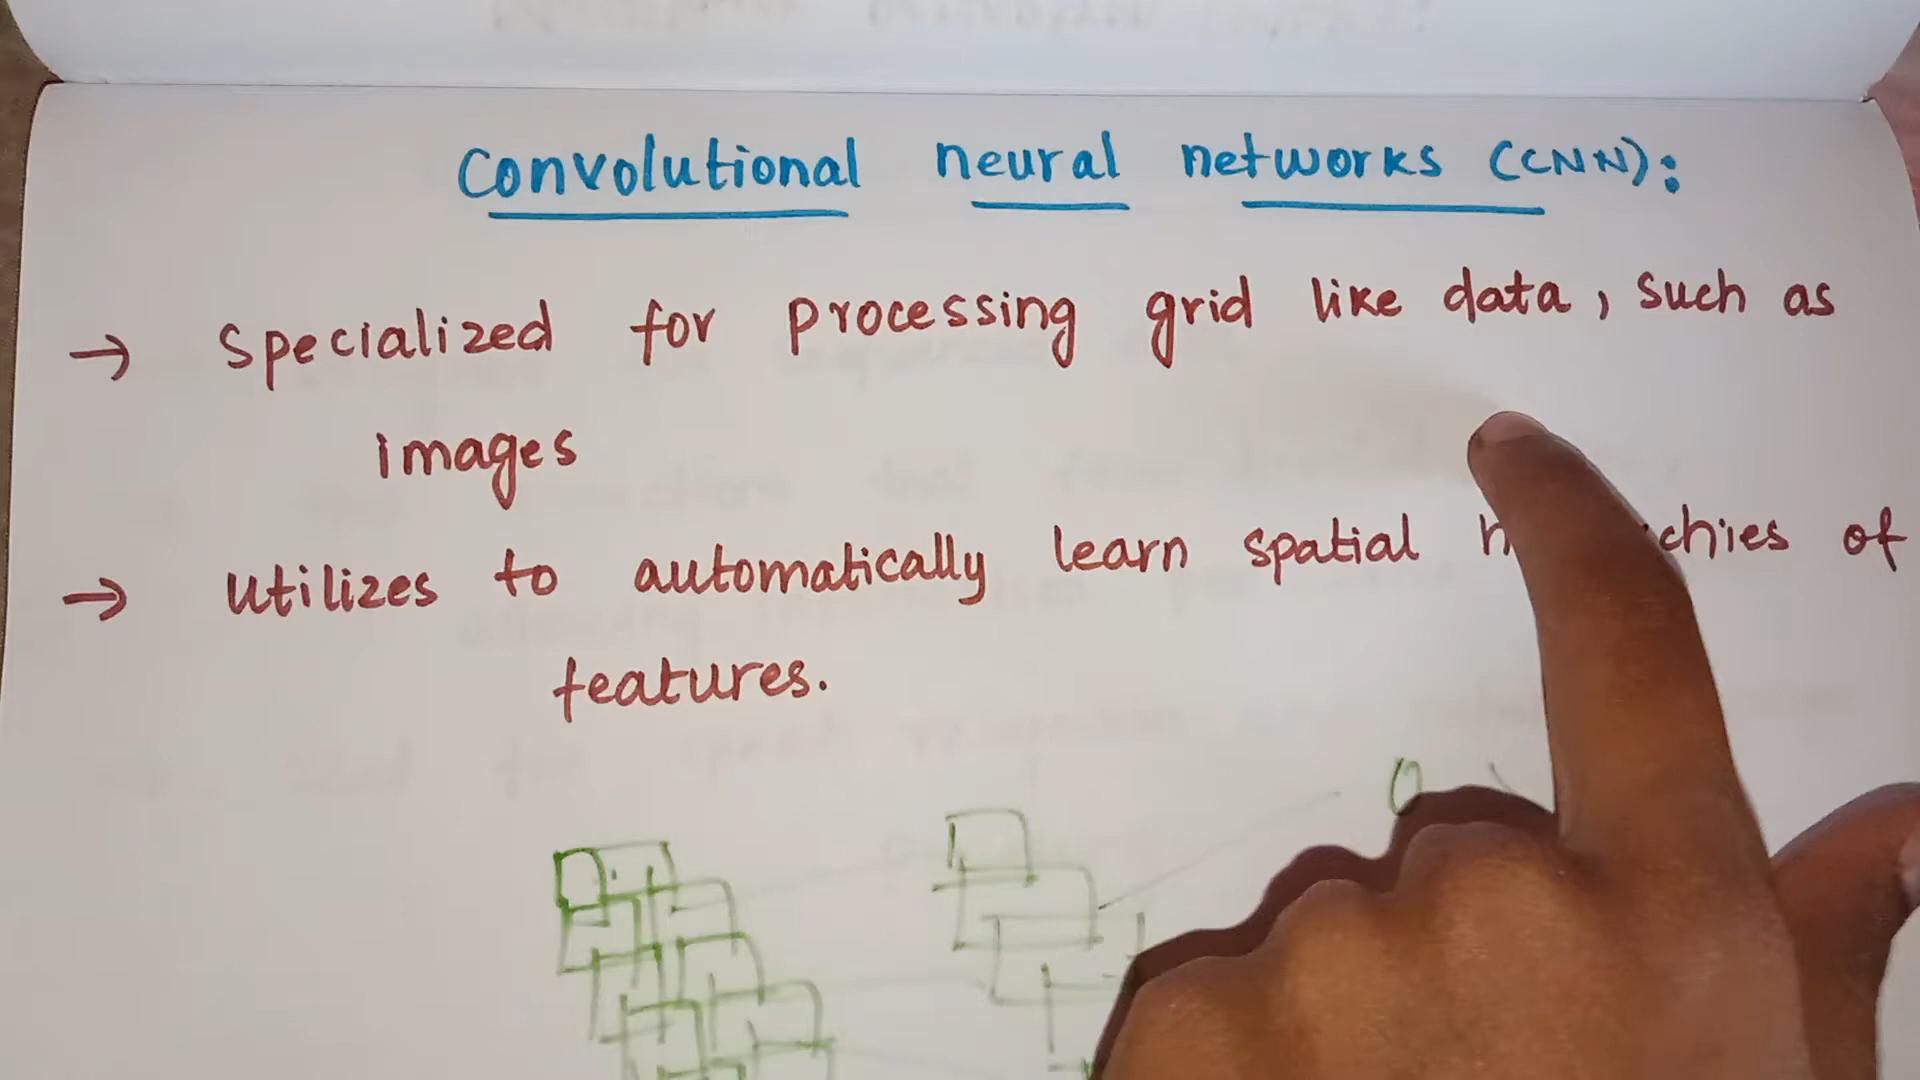 Convolutional neural networks (CNN):
→ Specialized for processing grid like data, such as
images
→ Utilizes to automatically learn spatial of
features.